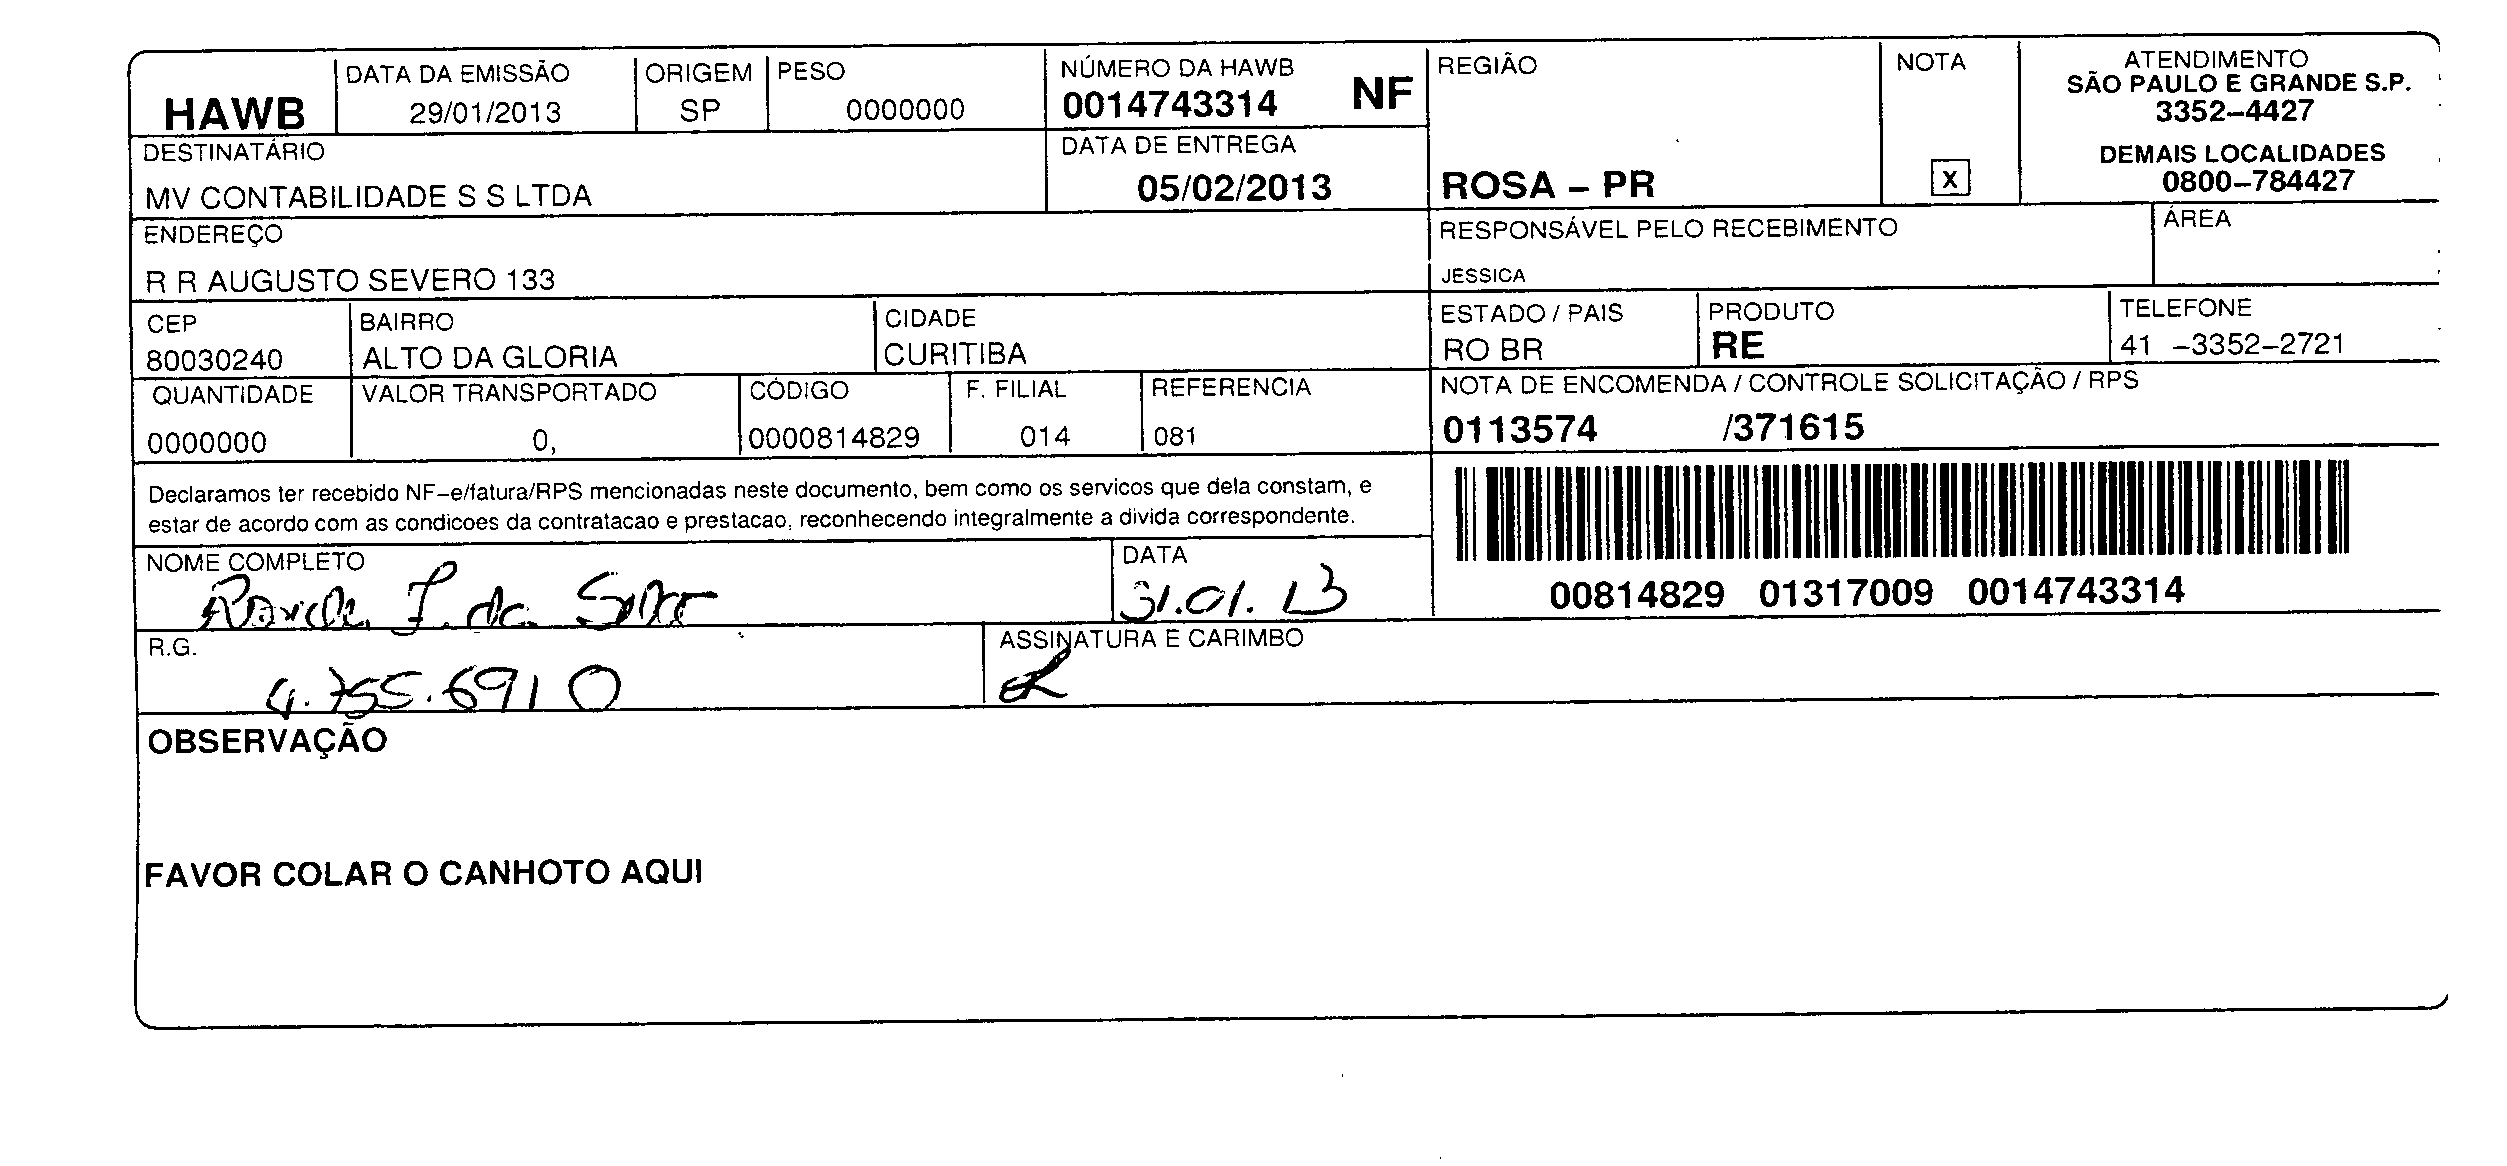 HAWB
DATA DA EMISSÃO
29/01/2013
ORIGEM
SP
PESO
0000000
NÚMERO DA HAWB
0014743314 NF
REGIÃO
ROSA – PR
NOTA
X
ATENDIMENTO
SÃO PAULO E GRANDE S.P.
3352–4427
DEMAIS LOCALIDADES
0800–784427
DESTINATÁRIO
MV CONTABILIDADE S S LTDA
DATA DE ENTREGA
05/02/2013
ENDEREÇO
R R AUGUSTO SEVERO 133
RESPONSÁVEL PELO RECEBIMENTO
JESSICA
ÁREA
CEP
80030240
BAIRRO
ALTO DA GLORIA
CIDADE
CURITIBA
ESTADO / PAIS
RO BR
PRODUTO
RE
TELEFONE
41 –3352–2721
QUANTIDADE
0000000
VALOR TRANSPORTADO
0,
CÓDIGO
0000814829
F. FILIAL
014
REFERENCIA
081
NOTA DE ENCOMENDA / CONTROLE SOLICITAÇÃO / RPS
0113574 /371615
Declaramos ter recebido NF–e/fatura/RPS mencionadas neste documento, bem como os servicos que dela constam, e
estar de acordo com as condicoes da contratacao e prestacao, reconhecendo integralmente a divida correspondente.
00814829 01317009 0014743314
NOME COMPLETO
DATA
31.01.13
R.G.
4.755.691 0
ASSINATURA E CARIMBO
OBSERVAÇÃO
FAVOR COLAR O CANHOTO AQUI